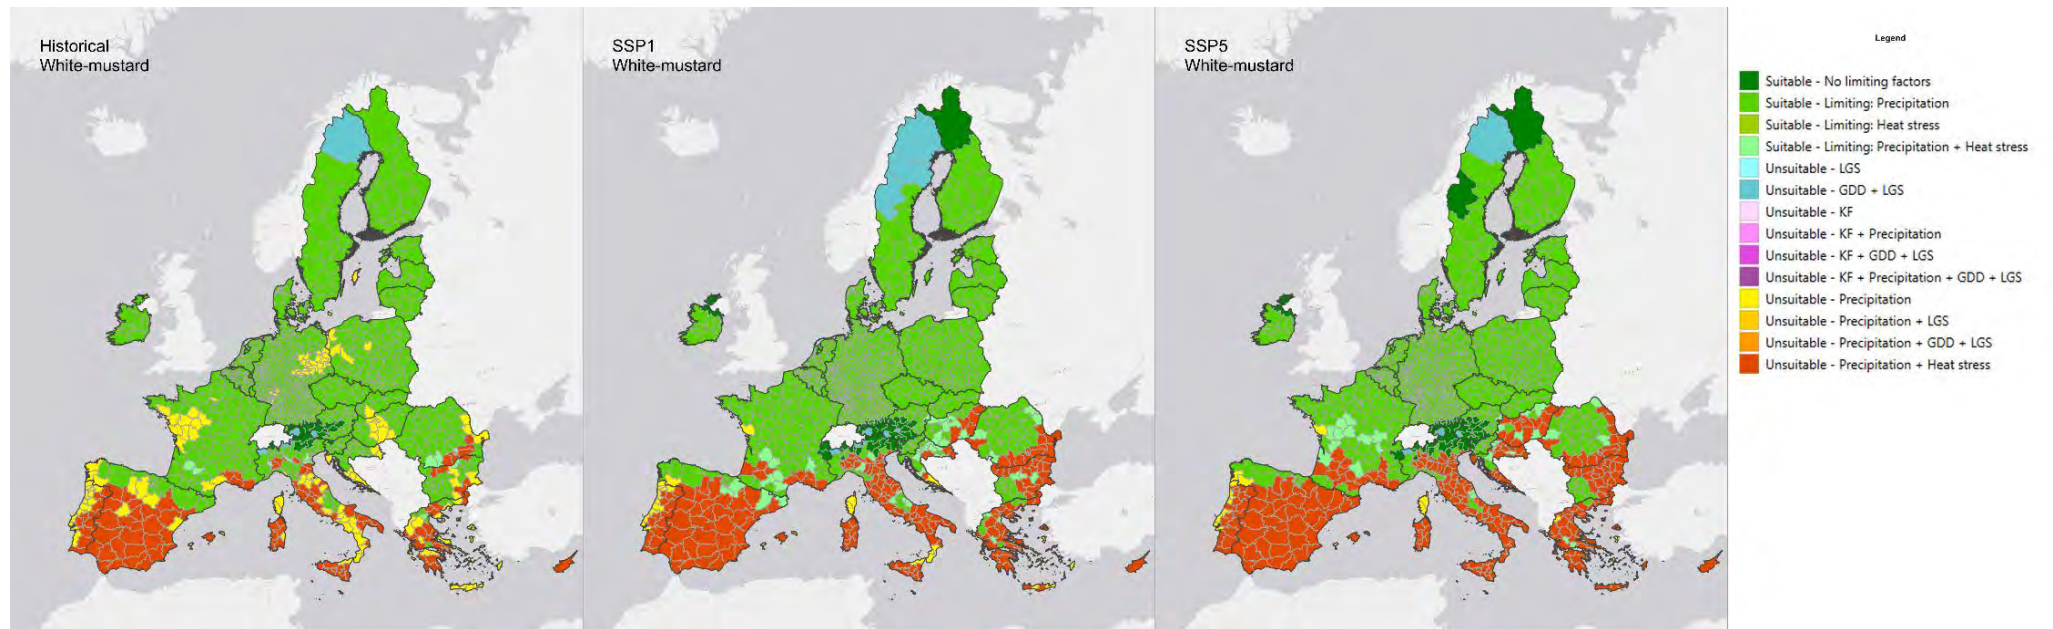 Historical
White-mustard
SSP1
White-mustard
SSP5
White-mustard
Legend
Suitable - No limiting factors
Suitable - Limiting: Precipitation
Suitable - Limiting: Heat stress
Suitable - Limiting: Precipitation + Heat stress
Unsuitable - LGS
Unsuitable - GDD + LGS
Unsuitable - KF
Unsuitable - KF + Precipitation
Unsuitable - KF + GDD + LGS
Unsuitable - KF + Precipitation + GDD + LGS
Unsuitable - Precipitation
Unsuitable - Precipitation + LGS
Unsuitable - Precipitation + GDD + LGS
Unsuitable - Precipitation + Heat stress